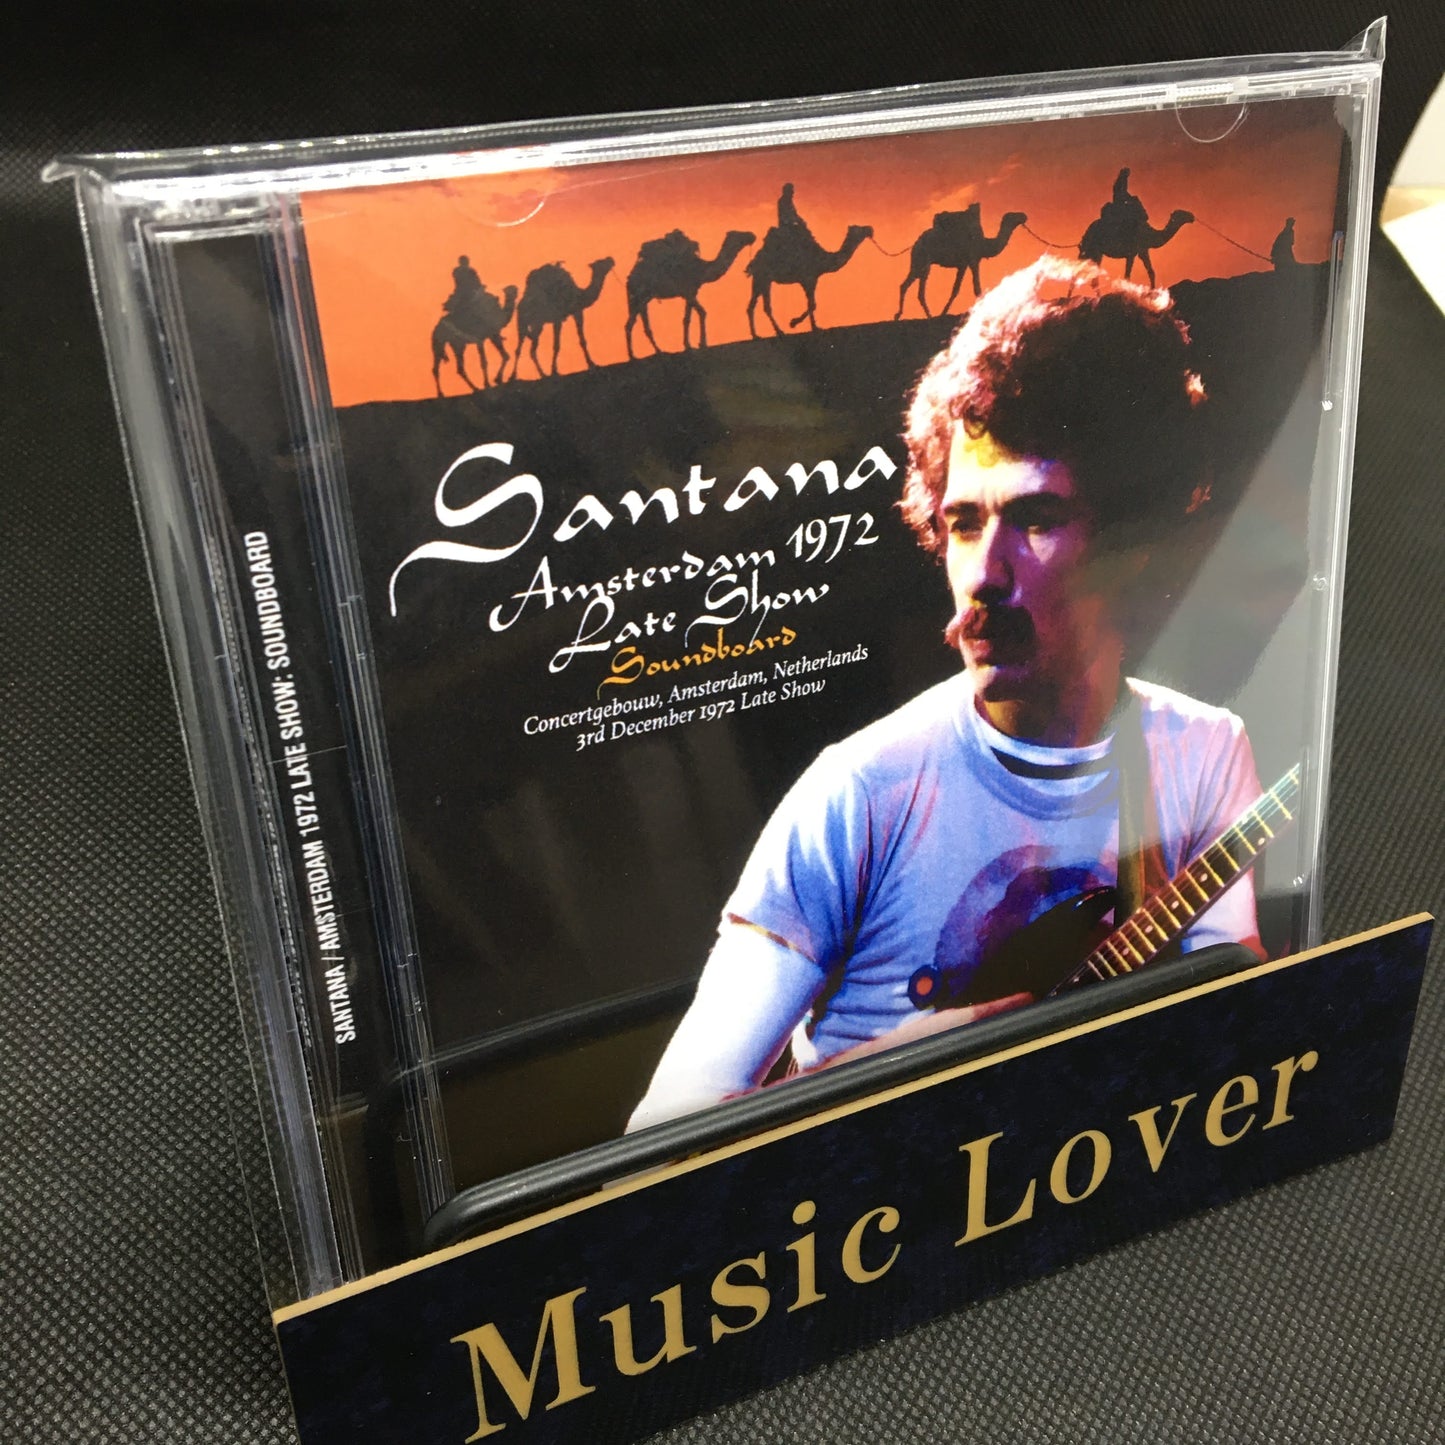 Santana
Amsterdam 1972
Late Show
Soundboard
Concertgebouw, Amsterdam, Netherlands
3rd December 1972 Late Show
SANTANA / AMSTERDAM 1972 LATE SHOW: SOUNDBOARD
Music Lover